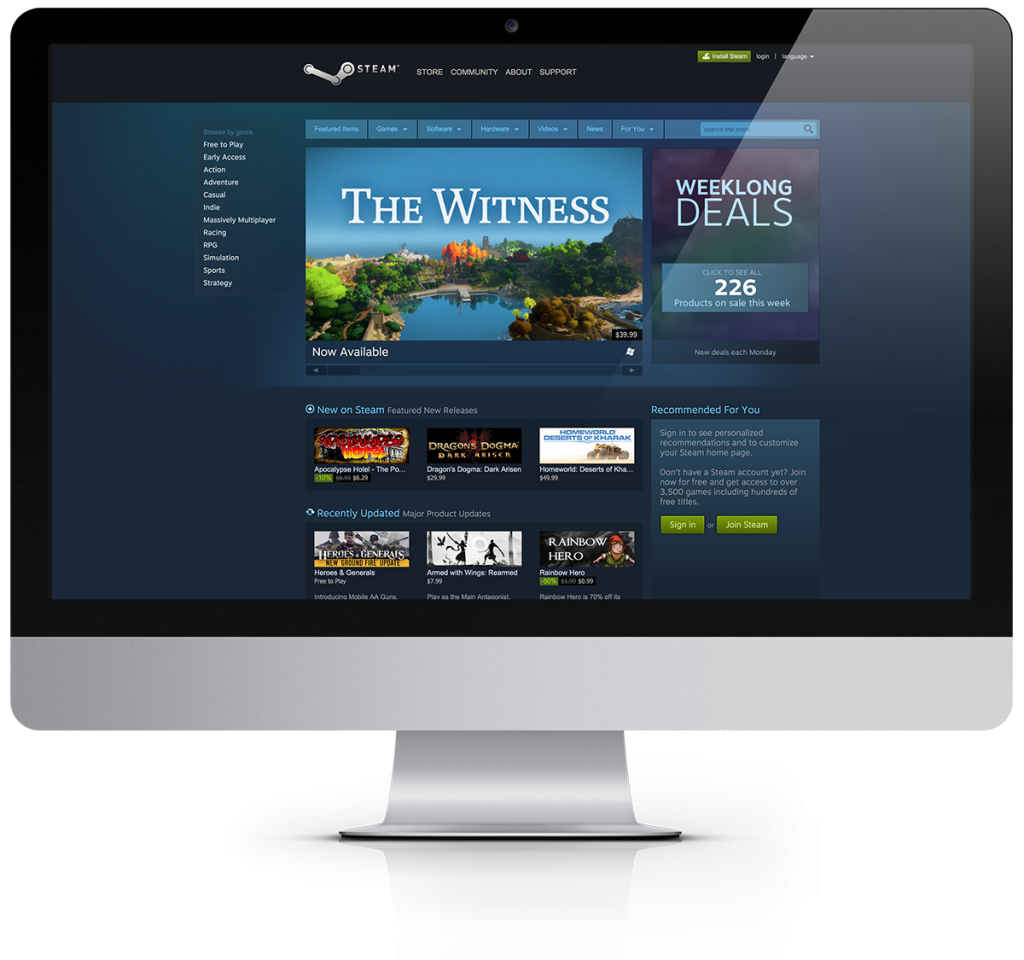 STEAM
STORE COMMUNITY ABOUT SUPPORT
Install Steam login | language
Browse by genre
Free to Play
Early Access
Action
Adventure
Casual
Indie
Massively Multiplayer
Racing
RPG
Simulation
Sports
Strategy
Featured Items Games Software Hardware Videos News For You
search the store
THE WITNESS
$39.99
Now Available
WEEKLONG
DEALS
CLICK TO SEE ALL
226
Products on sale this week
New deals each Monday
New on Steam Featured New Releases
APOCALYPSE
HOTEL
Apocalypse Hotel - The Po...
-10% $6.99 $6.29
DRAGON'S DOGMA
DARK ARISEN
Dragon's Dogma: Dark Arisen
$29.99
HOMEWORLD
DESERTS OF KHARAK
Homeworld: Deserts of Kha...
$49.99
Recently Updated Major Product Updates
HEROES & GENERALS
NEW GROUND FIRE UPDATE
Heroes & Generals
Free to Play
Introducing Mobile AA Guns,
Armed with Wings: Rearmed
$7.99
Play as the Main Antagonist,
RAINBOW
HERO
Rainbow Hero
-50% $1.99 $0.99
Rainbow Hero is 70% off its
Recommended For You
Sign in to see personalized
recommendations and to customize
your Steam home page.
Don't have a Steam account yet? Join
now for free and get access to over
3,500 games including hundreds of
free titles.
Sign in or Join Steam